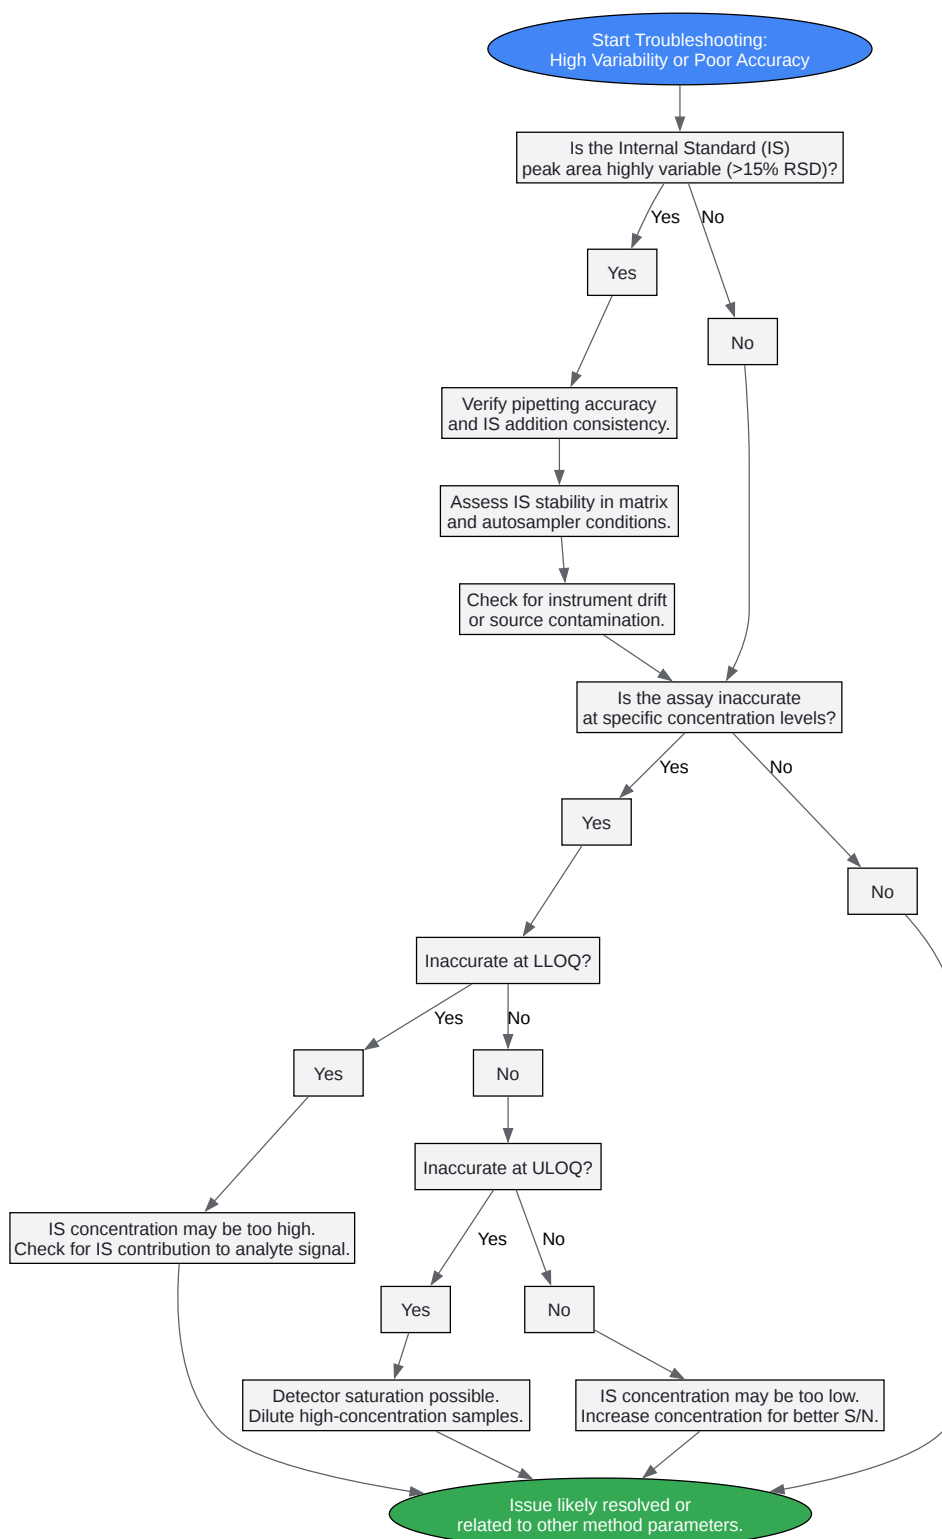 Start Troubleshooting:
High Variability or Poor Accuracy
Is the Internal Standard (IS)
peak area highly variable (>15% RSD)?
Yes
No
Yes
No
Verify pipetting accuracy
and IS addition consistency.
Assess IS stability in matrix
and autosampler conditions.
Check for instrument drift
or source contamination.
Is the assay inaccurate
at specific concentration levels?
Yes
No
Yes
No
Inaccurate at LLOQ?
Yes
No
Yes
No
Inaccurate at ULOQ?
IS concentration may be too high.
Check for IS contribution to analyte signal.
Yes
No
Yes
No
Detector saturation possible.
Dilute high-concentration samples.
IS concentration may be too low.
Increase concentration for better S/N.
Issue likely resolved or
related to other method parameters.